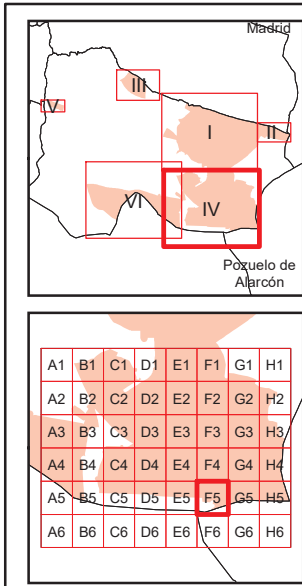 Madrid
III
V
I
II
VI
IV
Pozuelo de
Alarcón
A1 B1 C1 D1 E1 F1 G1 H1
A2 B2 C2 D2 E2 F2 G2 H2
A3 B3 C3 D3 E3 F3 G3 H3
A4 B4 C4 D4 E4 F4 G4 H4
A5 B5 C5 D5 E5 F5 G5 H5
A6 B6 C6 D6 E6 F6 G6 H6